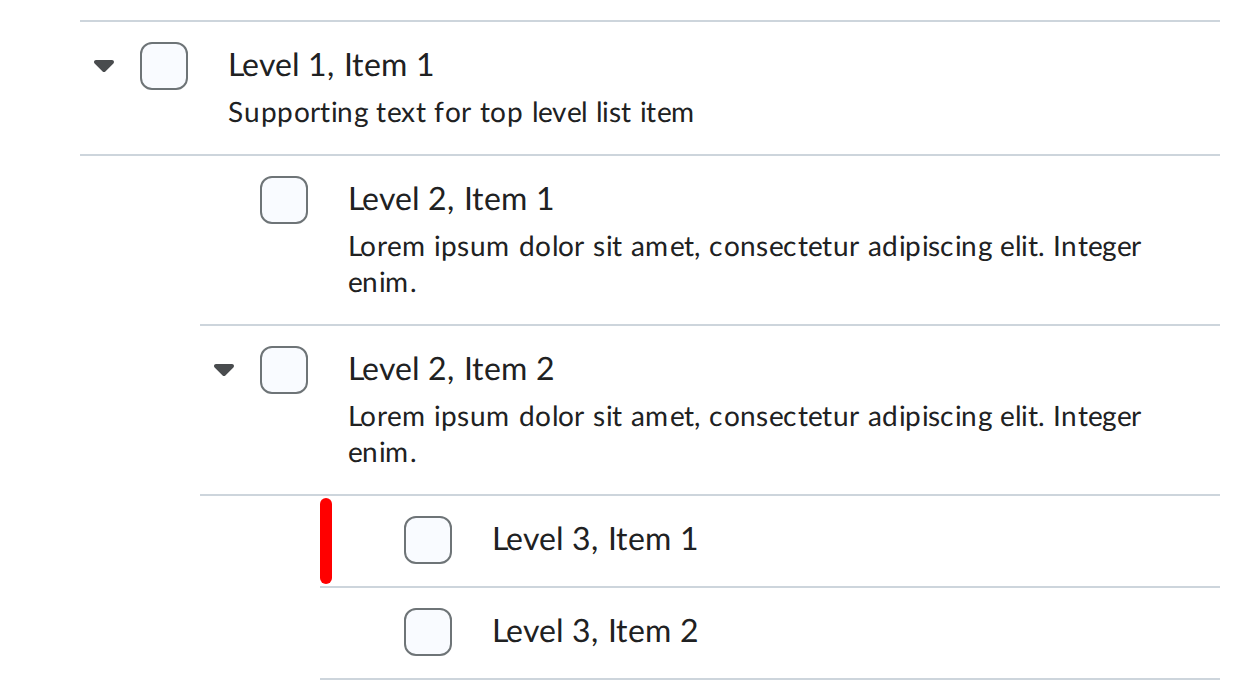 Level 1, Item 1
Supporting text for top level list item
Level 2, Item 1
Lorem ipsum dolor sit amet, consectetur adipiscing elit. Integer
enim.
Level 2, Item 2
Lorem ipsum dolor sit amet, consectetur adipiscing elit. Integer
enim.
Level 3, Item 1
Level 3, Item 2